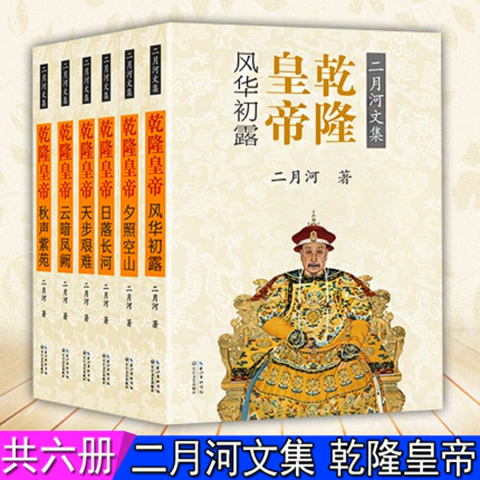 二月河文集
乾隆皇帝
秋声紫苑
二月河 著
二月河文集
乾隆皇帝
云暗凤阙
二月河 著
二月河文集
乾隆皇帝
天步艰难
二月河 著
二月河文集
乾隆皇帝
日落长河
二月河 著
二月河文集
乾隆皇帝
夕照空山
二月河 著
二月河文集
乾隆皇帝
风华初露
二月河 著
二月河文集
乾隆
皇帝
风华初露
二月河 著
共六册 二月河文集 乾隆皇帝